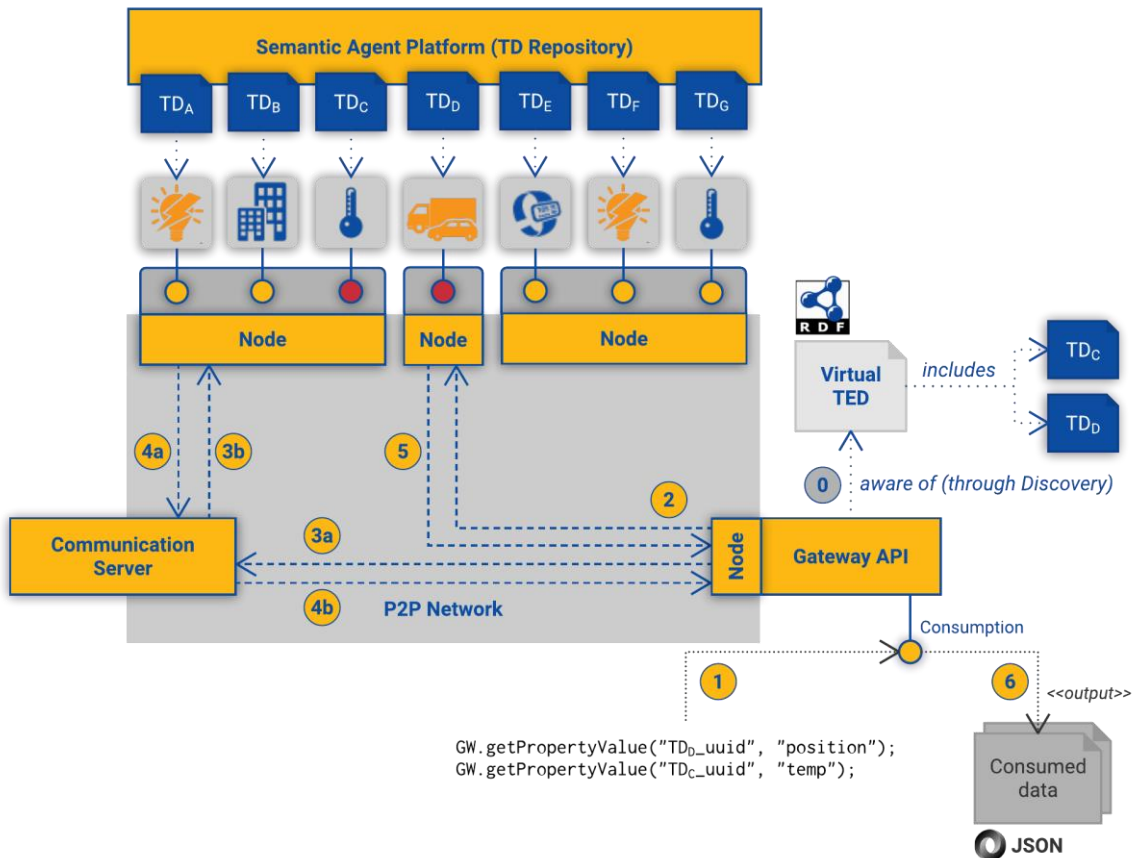 Semantic Agent Platform (TD Repository)
TDA TDB TDC TDD TDE TDF TDG
Node Node Node
RDF
Virtual
TED
includes
TDC
TDD
4a 3b 5 2
0 aware of (through Discovery)
Communication
Server
3a
Node
Gateway API
4b
P2P Network
Consumption
1 6
<<output>>
GW.getPropertyValue("TDD_uuid", "position");
GW.getPropertyValue("TDC_uuid", "temp");
Consumed
data
JSON